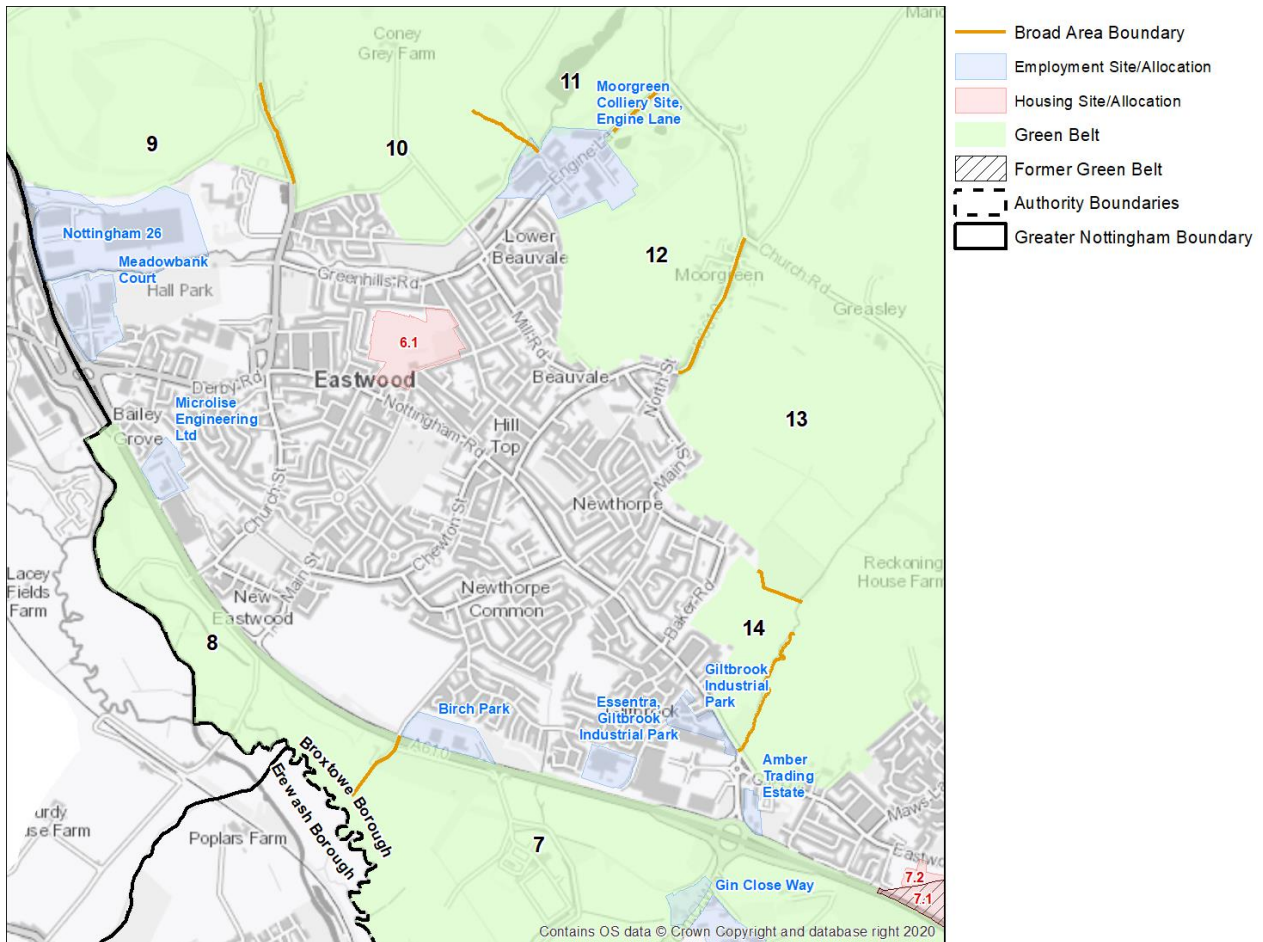 Coney
Grey Farm
11
Moorgreen
Colliery Site,
Engine Lane
9
10
Lower
Beauvale
Nottingham 26
Meadowbank
Court
Hall Park
Greenhills Rd
12
Moorgreen
Church Rd
Greasley
6.1
Mill Rd
Eastwood
Derby Rd
Beauvale
North St
Bailey
Grove
Microlise
Engineering
Ltd
Nottingham Rd
Hill
Top
13
Main St
Newthorpe
Church St
Chewton St
Lacey
Fields
Farm
New
Eastwood
Main St
Newthorpe
Common
Baker Rd
Reckoning
House Farm
8
14
Giltbrook
Industrial
Park
Birch Park
Essentra,
Giltbrook
Industrial Park
A610
Amber
Trading
Estate
Broxtowe Borough
Erewash Borough
Poplars Farm
7
7.2
7.1
Gin Close Way
Contains OS data © Crown Copyright and database right 2020
Broad Area Boundary
Employment Site/Allocation
Housing Site/Allocation
Green Belt
Former Green Belt
Authority Boundaries
Greater Nottingham Boundary